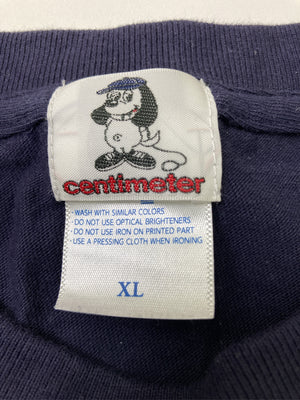 centimeter
·WASH WITH SIMILAR COLORS
·DO NOT USE OPTICAL BRIGHTENERS
·DO NOT USE IRON ON PRINTED PART
·USE A PRESSING CLOTH WHEN IRONING
XL